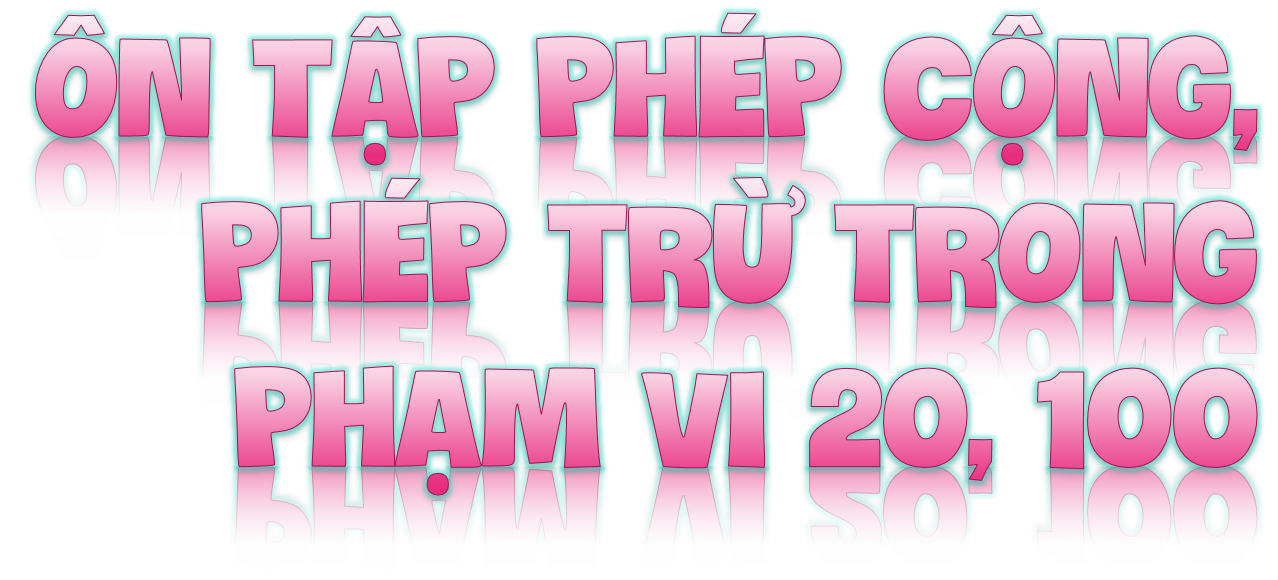 ÔN TẬP PHÉP CỘNG,
PHÉP TRỪ TRONG
PHẠM VI 20, 100